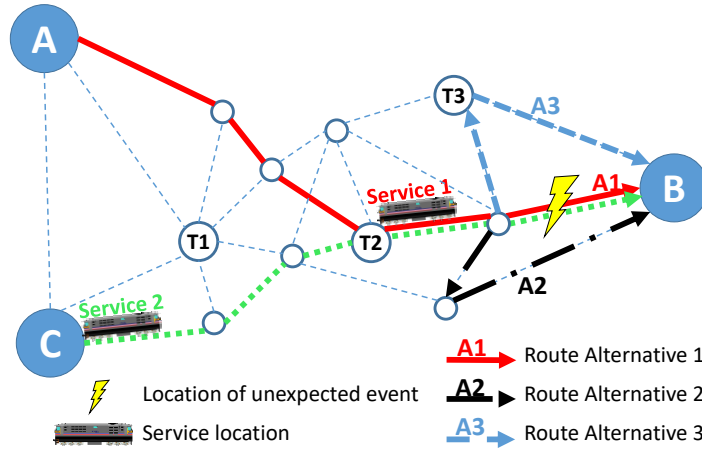 A
T3
A3
Service 1
A1
B
T1
T2
A2
Service 2
C
A1 Route Alternative 1
Location of unexpected event
A2 Route Alternative 2
Service location
A3 Route Alternative 3